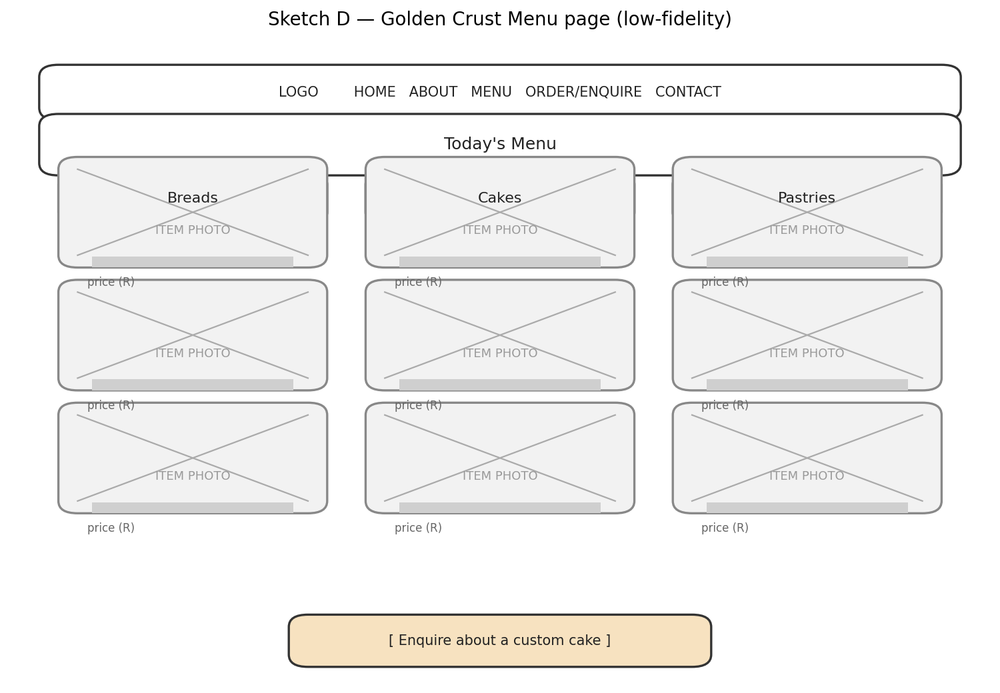 Sketch D — Golden Crust Menu page (low-fidelity)
LOGO HOME ABOUT MENU ORDER/ENQUIRE CONTACT
Today's Menu
Breads Cakes Pastries
ITEM PHOTO ITEM PHOTO ITEM PHOTO
price (R) price (R) price (R)
ITEM PHOTO ITEM PHOTO ITEM PHOTO
price (R) price (R) price (R)
ITEM PHOTO ITEM PHOTO ITEM PHOTO
price (R) price (R) price (R)
[ Enquire about a custom cake ]